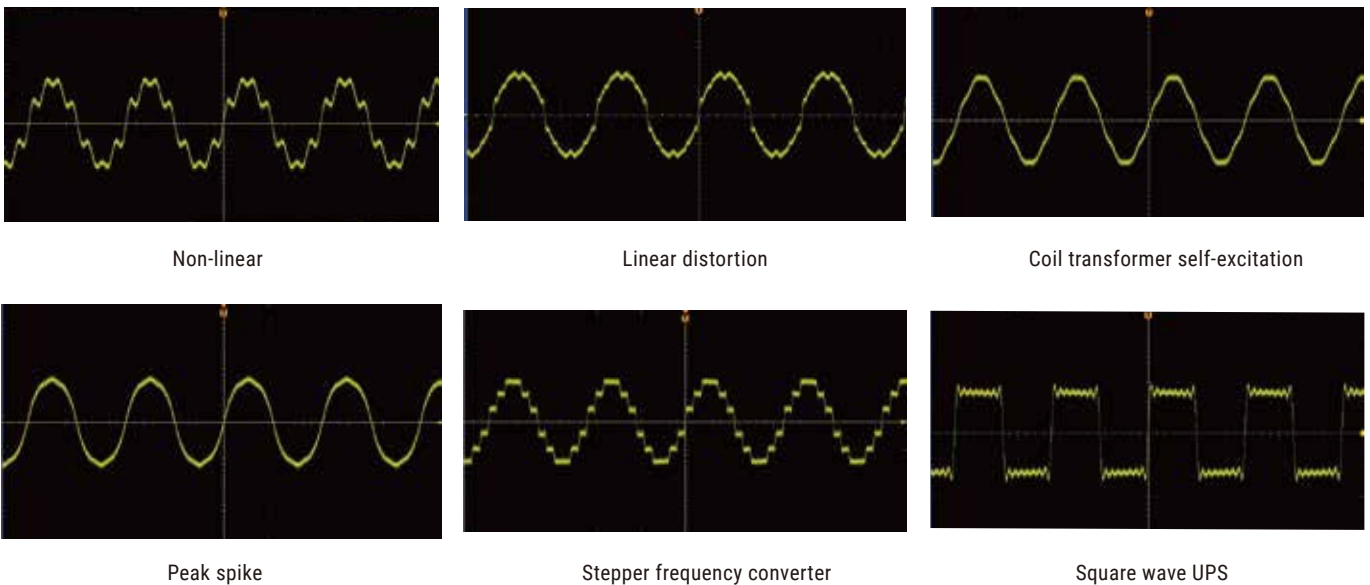 Non-linear
Linear distortion
Coil transformer self-excitation
Peak spike
Stepper frequency converter
Square wave UPS